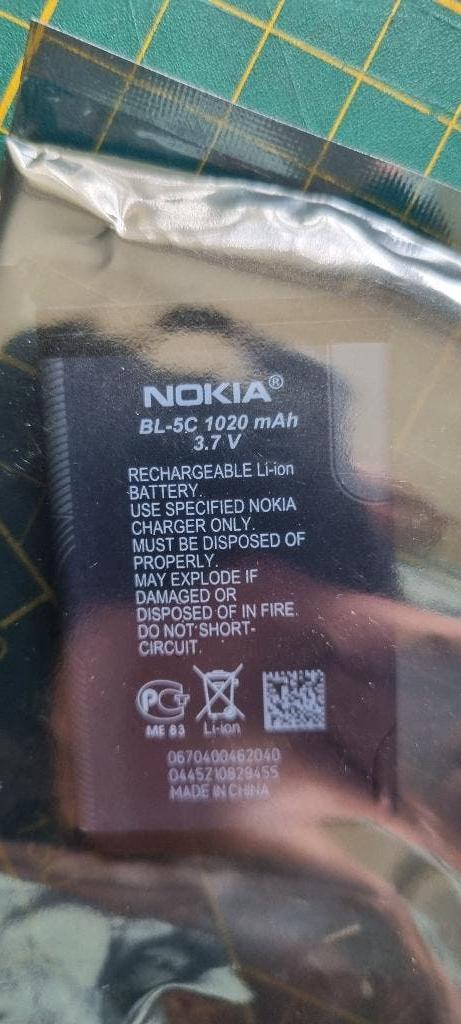 NOKIA®
BL-5C 1020 mAh
3.7 V
RECHARGEABLE Li-ion
BATTERY.
USE SPECIFIED NOKIA
CHARGER ONLY.
MUST BE DISPOSED OF
PROPERLY.
MAY EXPLODE IF
DAMAGED OR
DISPOSED OF IN FIRE.
DO NOT SHORT-
CIRCUIT.
ME 83
Li-ion
0670400462040
0445Z10829455
MADE IN CHINA